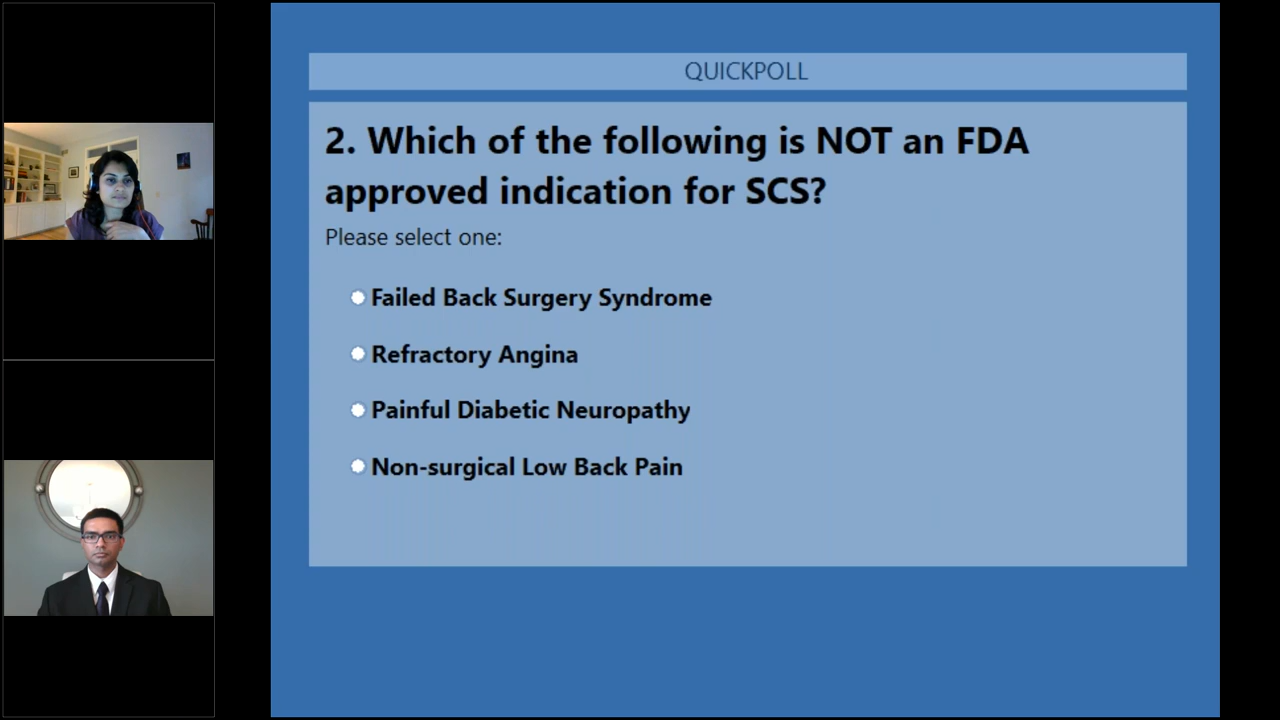 QUICKPOLL
2. Which of the following is NOT an FDA
approved indication for SCS?
Please select one:
Failed Back Surgery Syndrome
Refractory Angina
Painful Diabetic Neuropathy
Non-surgical Low Back Pain